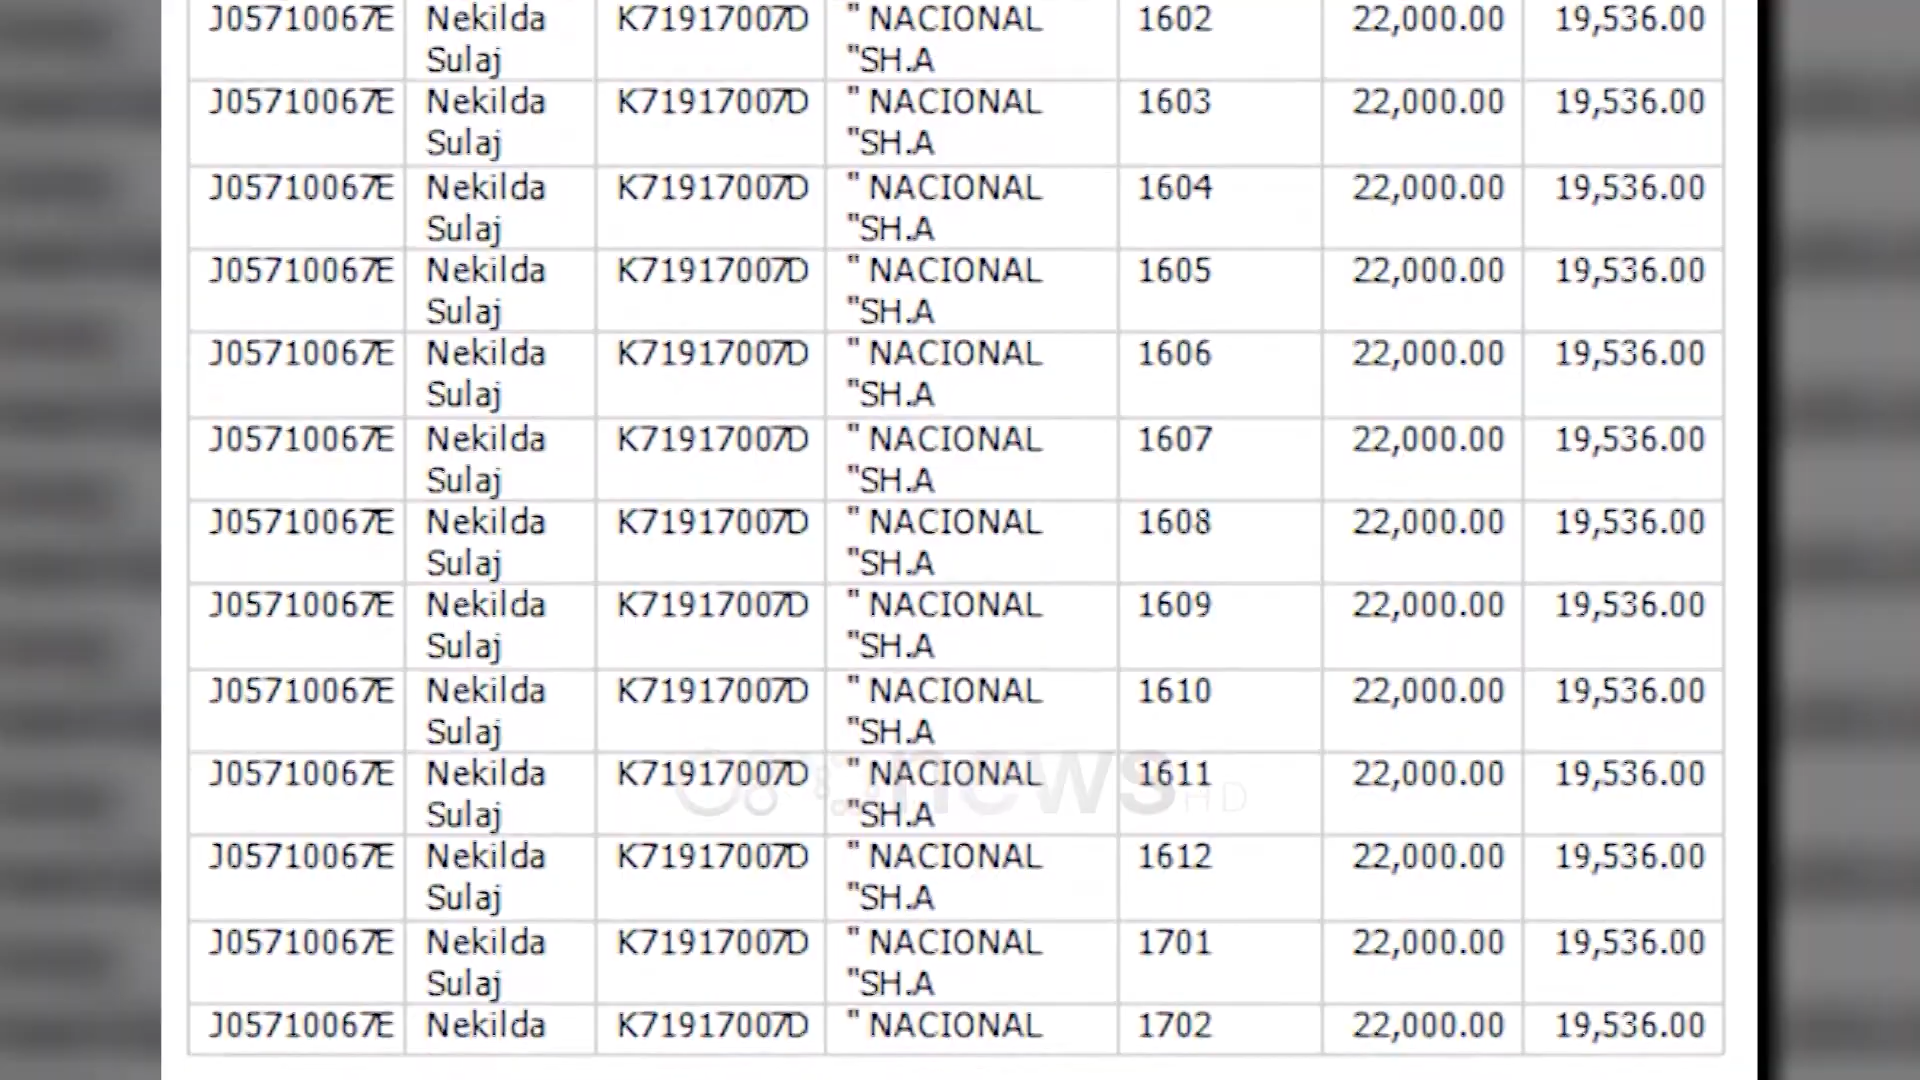 J05710067E Nekilda K71917007D " NACIONAL 1602 22,000.00 19,536.00
Sulaj "SH.A
J05710067E Nekilda K71917007D " NACIONAL 1603 22,000.00 19,536.00
Sulaj "SH.A
J05710067E Nekilda K71917007D " NACIONAL 1604 22,000.00 19,536.00
Sulaj "SH.A
J05710067E Nekilda K71917007D " NACIONAL 1605 22,000.00 19,536.00
Sulaj "SH.A
J05710067E Nekilda K71917007D " NACIONAL 1606 22,000.00 19,536.00
Sulaj "SH.A
J05710067E Nekilda K71917007D " NACIONAL 1607 22,000.00 19,536.00
Sulaj "SH.A
J05710067E Nekilda K71917007D " NACIONAL 1608 22,000.00 19,536.00
Sulaj "SH.A
J05710067E Nekilda K71917007D " NACIONAL 1609 22,000.00 19,536.00
Sulaj "SH.A
J05710067E Nekilda K71917007D " NACIONAL 1610 22,000.00 19,536.00
Sulaj "SH.A
J05710067E Nekilda K71917007D " NACIONAL 1611 22,000.00 19,536.00
Sulaj "SH.A
news HD
J05710067E Nekilda K71917007D " NACIONAL 1612 22,000.00 19,536.00
Sulaj "SH.A
J05710067E Nekilda K71917007D " NACIONAL 1701 22,000.00 19,536.00
Sulaj "SH.A
J05710067E Nekilda K71917007D " NACIONAL 1702 22,000.00 19,536.00